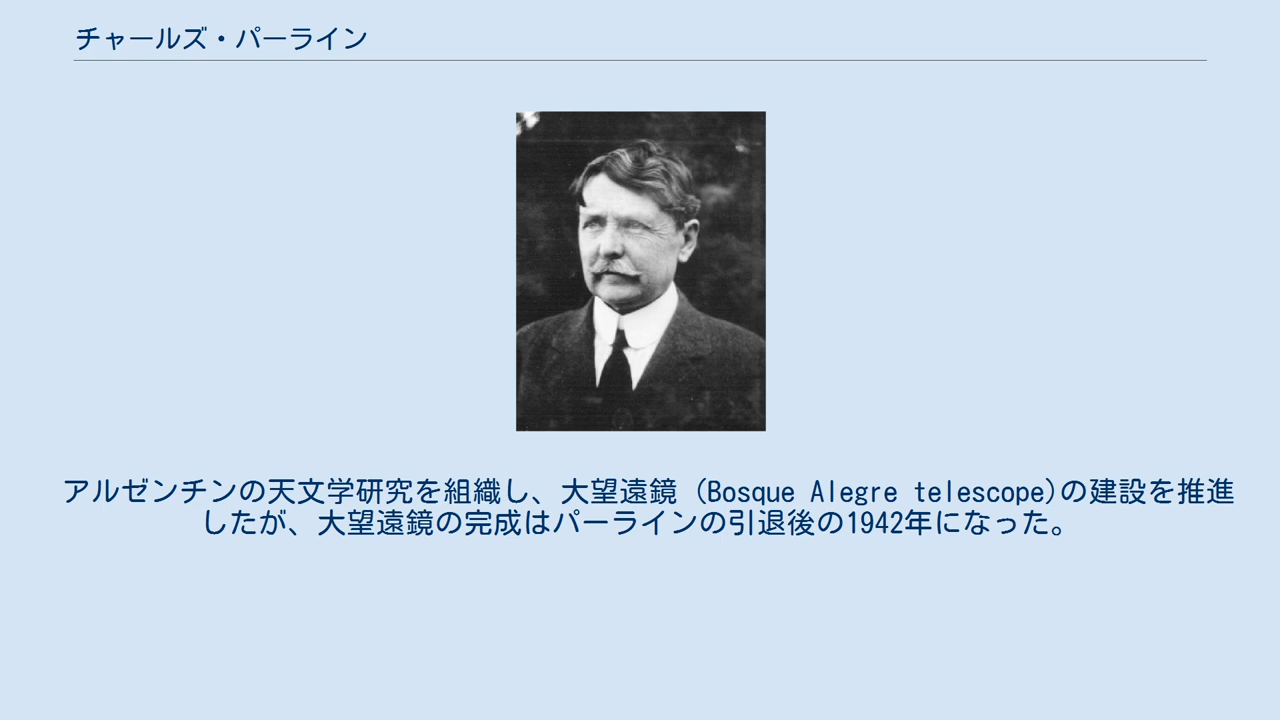 チャールズ・パーライン
アルゼンチンの天文学研究を組織し、大望遠鏡 (Bosque Alegre telescope)の建設を推進
したが、大望遠鏡の完成はパーラインの引退後の1942年になった。